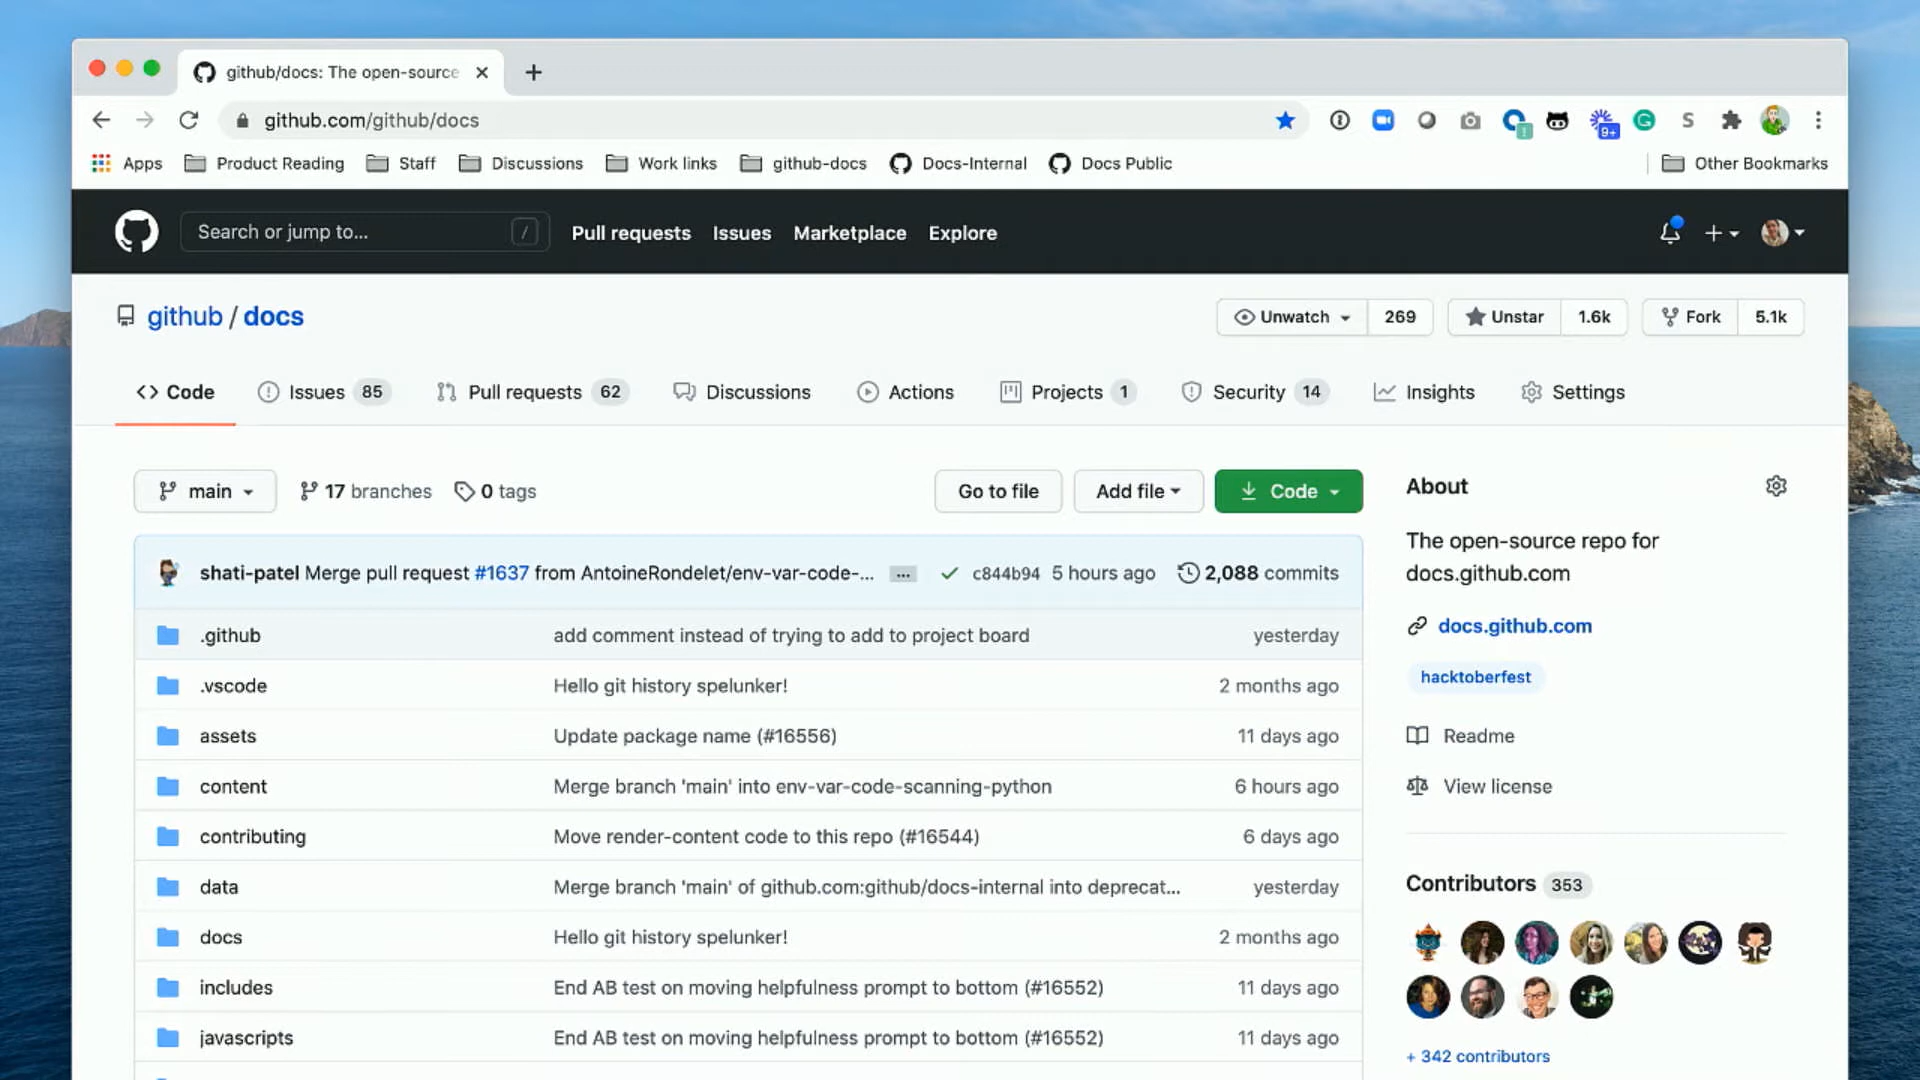 github/docs: The open-source
github.com/github/docs
9+
Apps Product Reading Staff Discussions Work links github-docs Docs-Internal Docs Public Other Bookmarks
Search or jump to... / Pull requests Issues Marketplace Explore
github / docs Unwatch 269 Unstar 1.6k Fork 5.1k
Code Issues 85 Pull requests 62 Discussions Actions Projects 1 Security 14 Insights Settings
main 17 branches 0 tags Go to file Add file Code
About
The open-source repo for
docs.github.com
docs.github.com
hacktoberfest
Readme
View license
Contributors 353
+ 342 contributors
shati-patel Merge pull request #1637 from AntoineRondelet/env-var-code-... ... c844b94 5 hours ago 2,088 commits
.github add comment instead of trying to add to project board yesterday
.vscode Hello git history spelunker! 2 months ago
assets Update package name (#16556) 11 days ago
content Merge branch 'main' into env-var-code-scanning-python 6 hours ago
contributing Move render-content code to this repo (#16544) 6 days ago
data Merge branch 'main' of github.com:github/docs-internal into deprecat... yesterday
docs Hello git history spelunker! 2 months ago
includes End AB test on moving helpfulness prompt to bottom (#16552) 11 days ago
javascripts End AB test on moving helpfulness prompt to bottom (#16552) 11 days ago